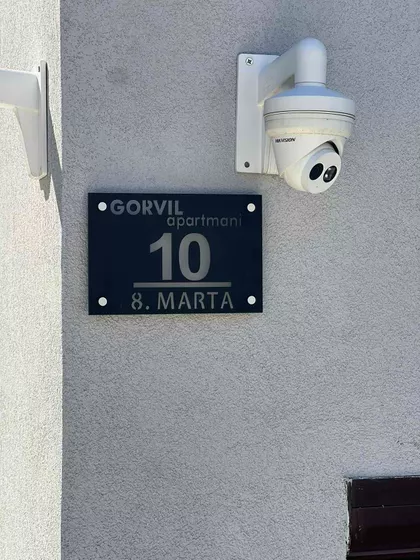 HIKVISION
GORVIL
apartmani
10
8. MARTA